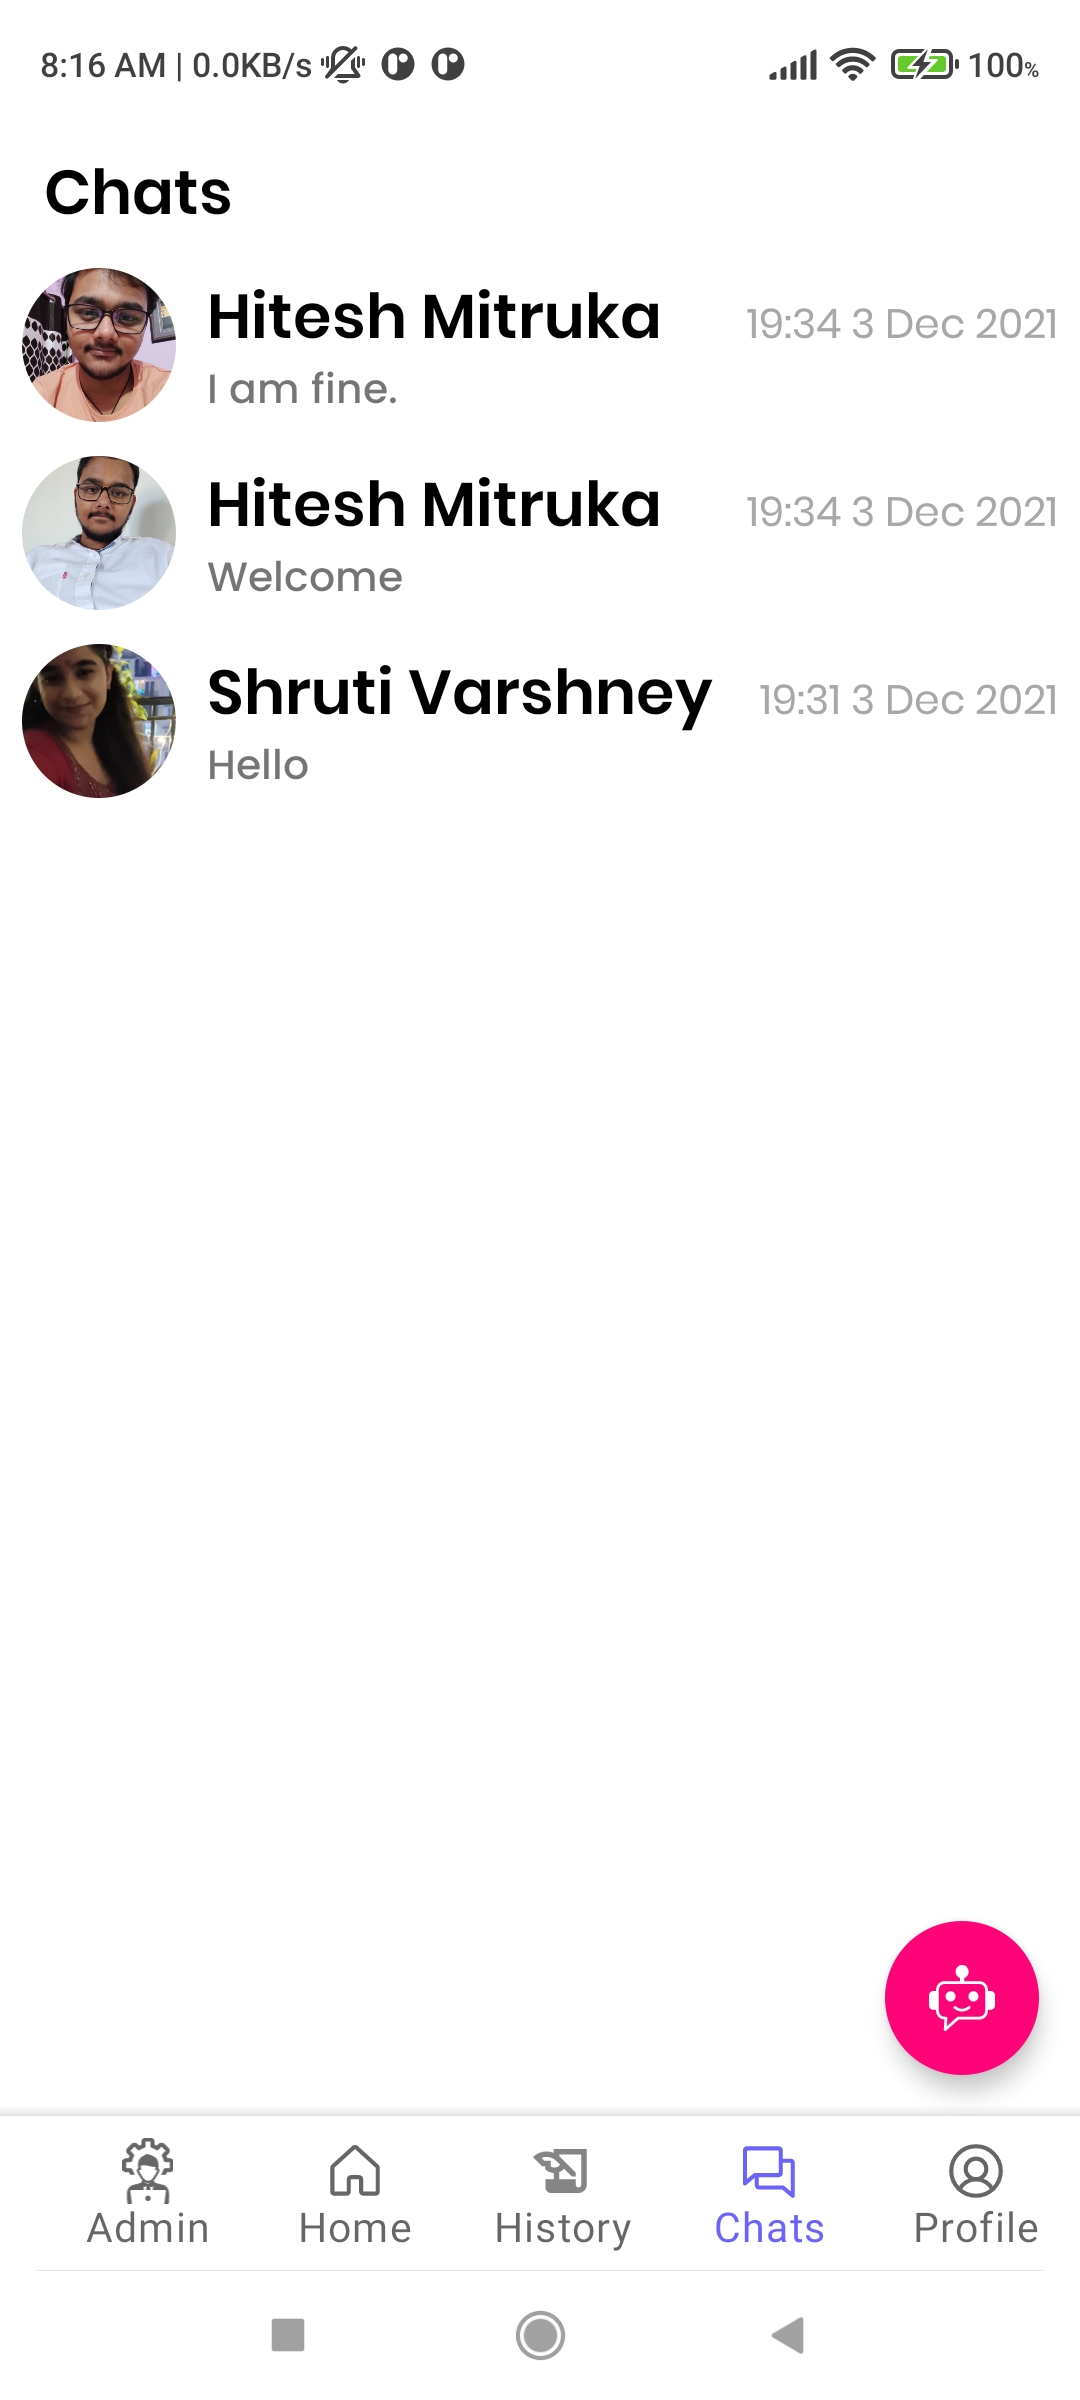 8:16 AM | 0.0KB/s 100%
Chats
Hitesh Mitruka 19:34 3 Dec 2021
I am fine.
Hitesh Mitruka 19:34 3 Dec 2021
Welcome
Shruti Varshney 19:31 3 Dec 2021
Hello
Admin Home History Chats Profile